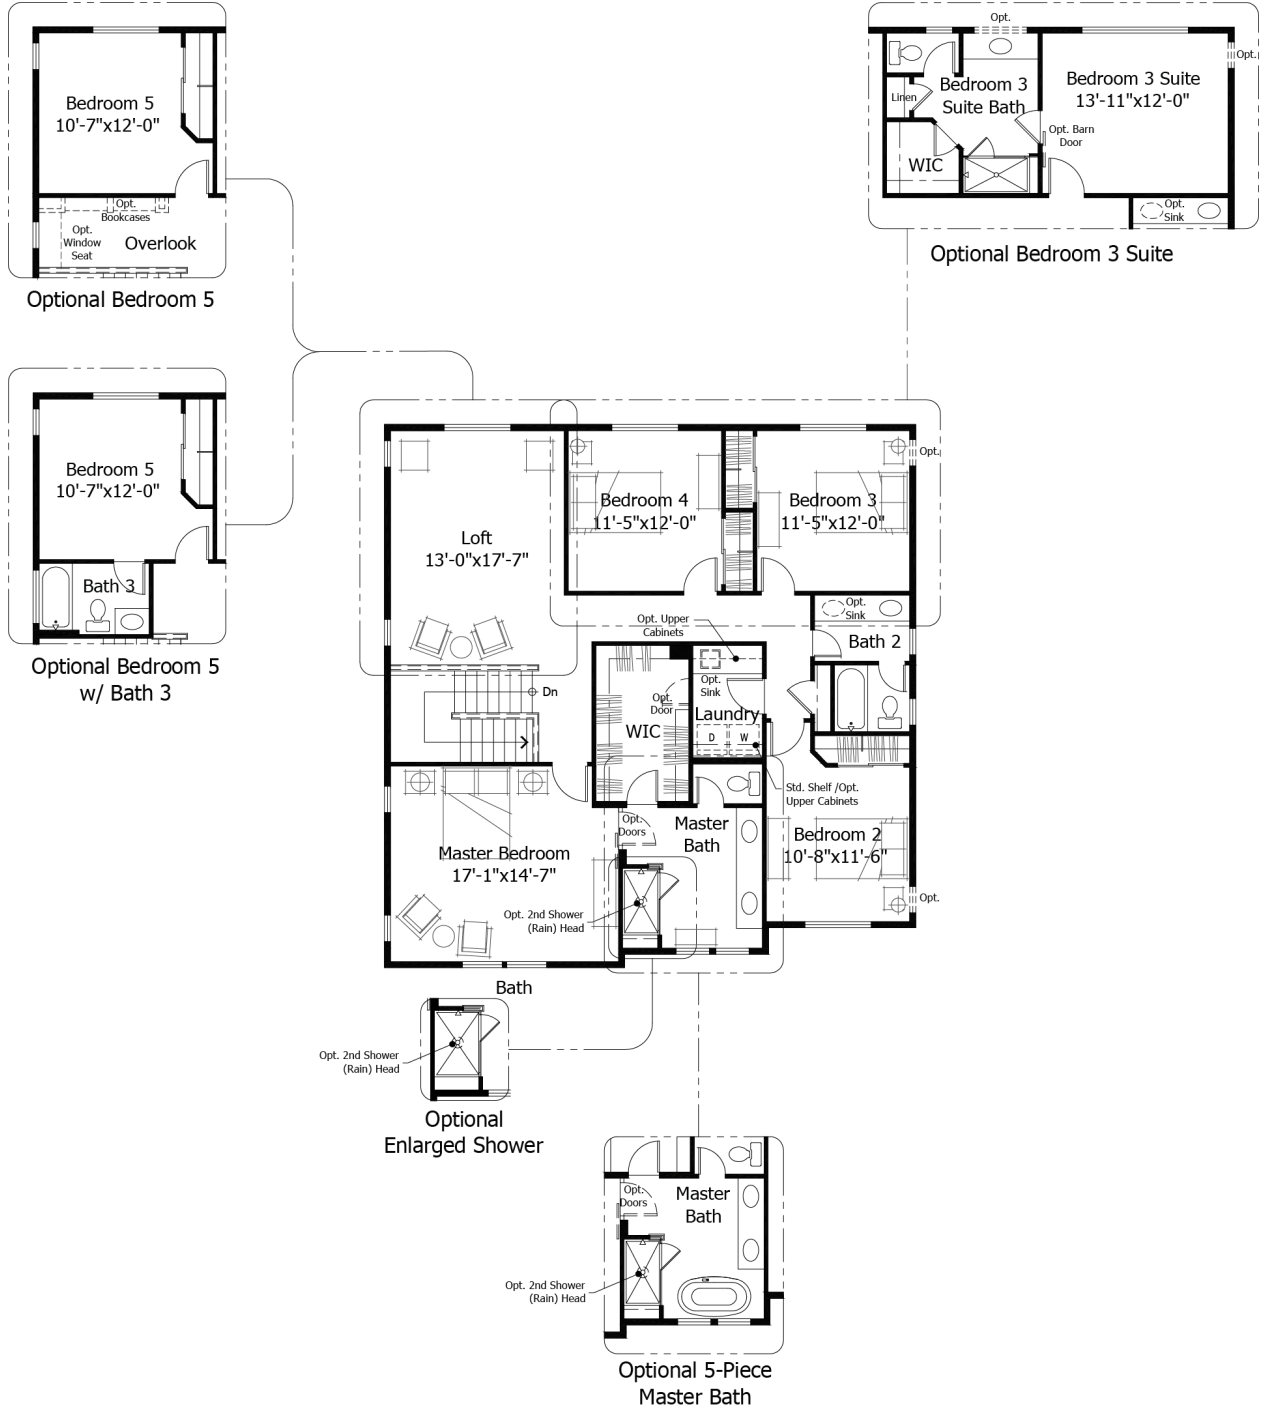 Bedroom 5
10'-7"x12'-0"
Opt.
Bookcases
Opt.
Window
Seat
Overlook
Optional Bedroom 5
Opt.
Opt.
Bedroom 3
Suite Bath
Linen
WIC
Bedroom 3 Suite
13'-11"x12'-0"
Opt. Barn
Door
Opt.
Sink
Optional Bedroom 3 Suite
Bedroom 5
10'-7"x12'-0"
Bath 3
Optional Bedroom 5
w/ Bath 3
Loft
13'-0"x17'-7"
Bedroom 4
11'-5"x12'-0"
Bedroom 3
11'-5"x12'-0"
Opt.
Opt. Upper
Cabinets
Opt.
Sink
Bath 2
Dn
Opt.
Door
WIC
Opt.
Sink
Laundry
D
W
Std. Shelf /Opt.
Upper Cabinets
Opt.
Doors
Master
Bath
Bedroom 2
10'-8"x11'-6"
Opt.
Master Bedroom
17'-1"x14'-7"
Opt. 2nd Shower
(Rain) Head
Bath
Opt. 2nd Shower
(Rain) Head
Optional
Enlarged Shower
Opt.
Doors
Master
Bath
Opt. 2nd Shower
(Rain) Head
Optional 5-Piece
Master Bath